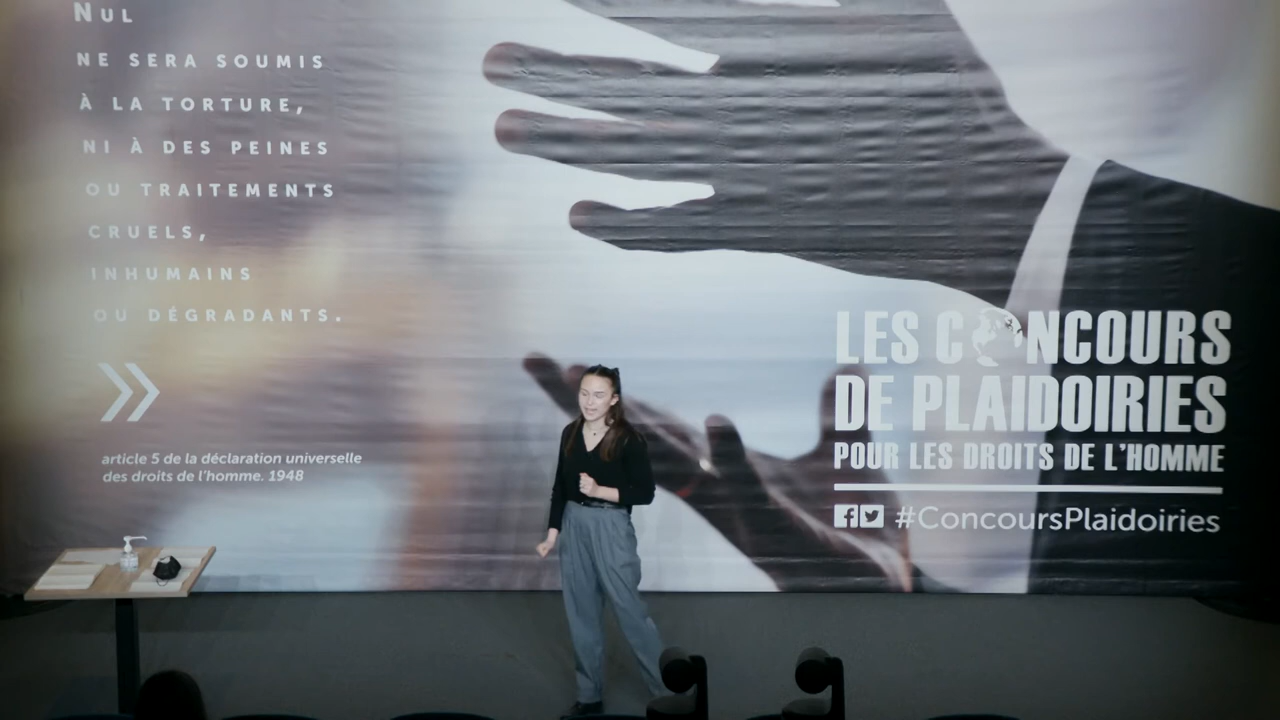 NUL
NE SERA SOUMIS
À LA TORTURE,
NI À DES PEINES
OU TRAITEMENTS
CRUELS,
INHUMAINS
OU DÉGRADANTS.
article 5 de la déclaration universelle
des droits de l'homme. 1948
LES CONCOURS
DE PLAIDOIRIES
POUR LES DROITS DE L'HOMME
#ConcoursPlaidoiries